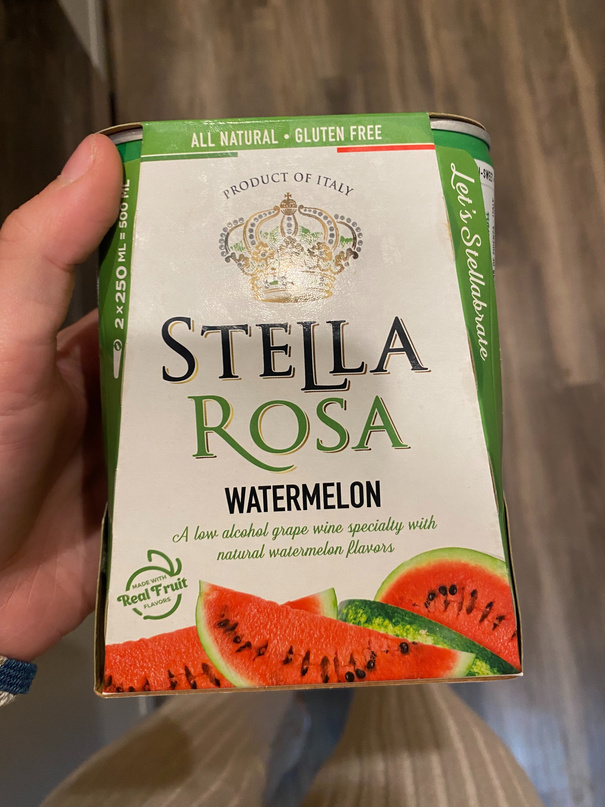 ALL NATURAL • GLUTEN FREE
PRODUCT OF ITALY
STELLA
ROSA
WATERMELON
A low alcohol grape wine specialty with
natural watermelon flavors
MADE WITH
Real Fruit
FLAVORS
2 x 250 ML = 500 ML
Let's Stellabrate